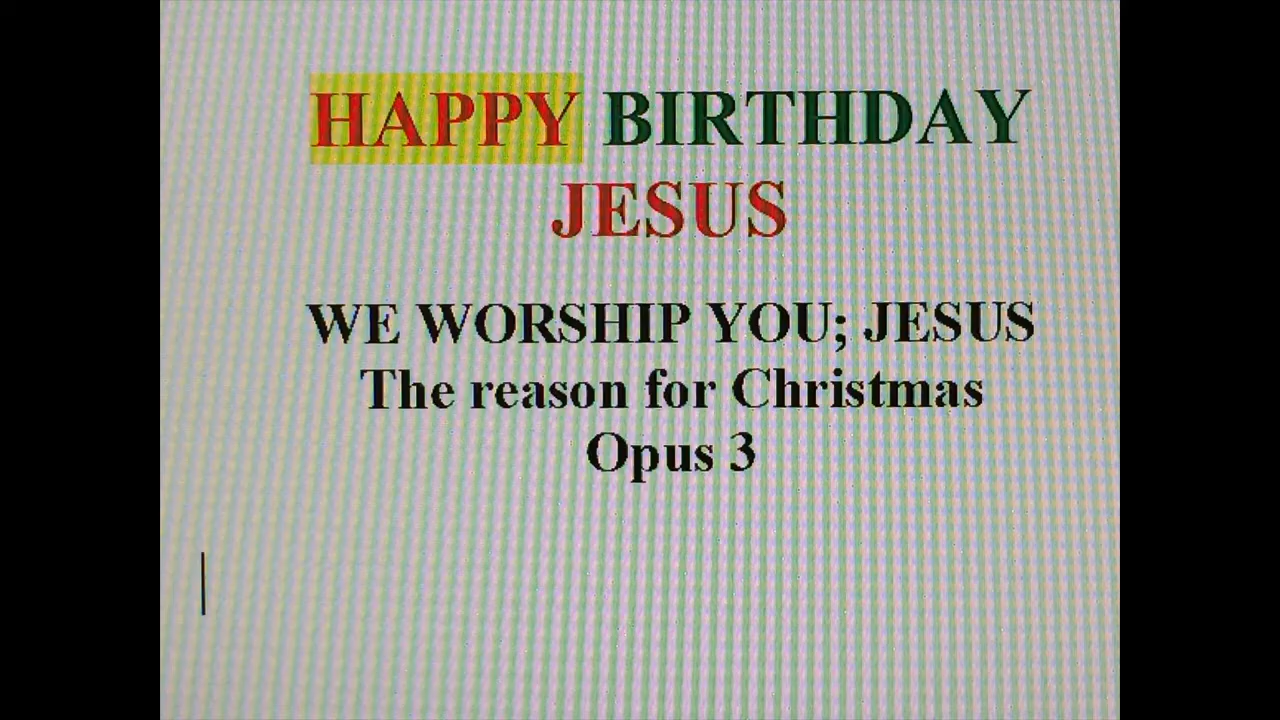 HAPPY BIRTHDAY
JESUS
WE WORSHIP YOU; JESUS
The reason for Christmas
Opus 3